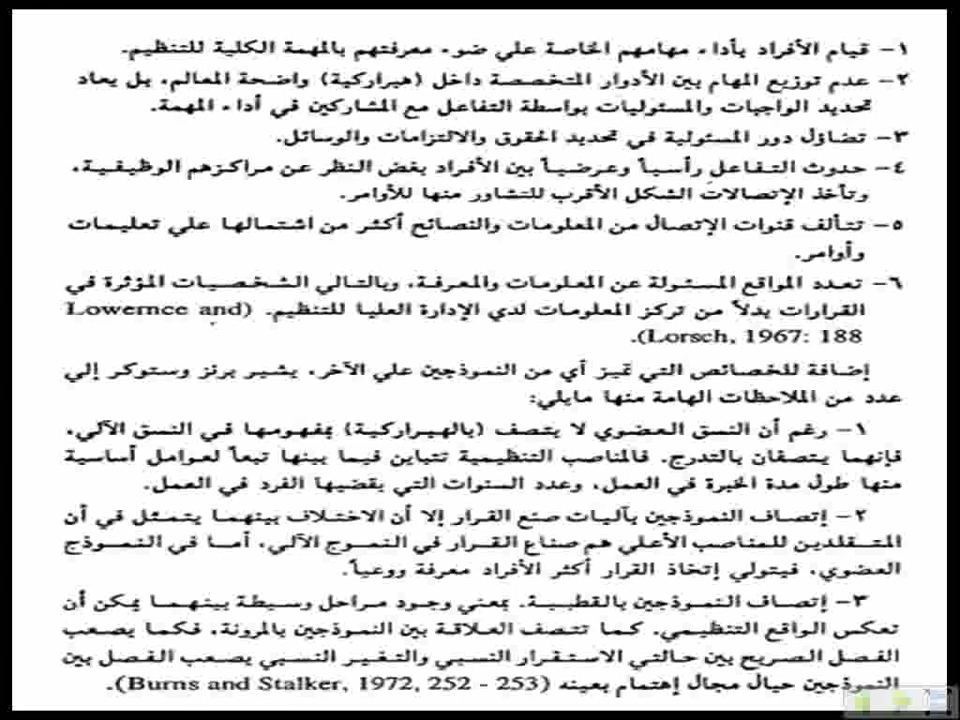 ١- قيام الأفراد بأداء مهامهم الخاصة علي ضوء معرفتهم بالمهمة الكلية للتنظيم.
٢- عدم توزيع المهام بين الأدوار المتخصصة داخل (هيراركية) واضحة المعالم، بل يعاد
تحديد الواجبات والمسئوليات بواسطة التفاعل مع المشاركين في أداء المهمة.
٣- تضاؤل دور المسئولية في تحديد الحقوق والالتزامات والوسائل.
٤- حدوث التفاعل رأسياً وعرضياً بين الأفراد بغض النظر عن مراكزهم الوظيفية،
وتأخذ الإتصالات الشكل الأقرب للتشاور منها للأوامر.
٥- تتألف قنوات الإتصال من المعلومات والنصائح أكثر من اشتمالها علي تعليمات
وأوامر.
٦- تعدد المواقع المسئولة عن المعلومات والمعرفة، وبالتالي الشخصيات المؤثرة في
القرارات بدلاً من تركز المعلومات لدي الإدارة العليا للتنظيم. (Lowernce and
Lorsch, 1967: 188).
إضافة للخصائص التي تميز أي من النموذجين علي الآخر، يشير برنز وستوكر إلي
عدد من الملاحظات الهامة منها مايلي:
١- رغم أن النسق العضوي لا يتصف (بالهيراركية) بمفهومها في النسق الآلي،
فإنهما يتصفان بالتدرج. فالمناصب التنظيمية تتباين فيما بينها تبعاً لعوامل أساسية
منها طول مدة الخبرة في العمل، وعدد السنوات التي يقضيها الفرد في العمل.
٢- إتصاف النموذجين بآليات صنع القرار إلا أن الاختلاف بينهما يتمثل في أن
المتقلدين للمناصب الأعلي هم صناع القرار في النموج الآلي، أما في النموذج
العضوي، فيتولي إتخاذ القرار أكثر الأفراد معرفة ووعياً.
٣- إتصاف النموذجين بالقطبية. بمعني وجود مراحل وسيطة بينهما يمكن أن
تعكس الواقع التنظيمي. كما تتصف العلاقة بين النموذجين بالمرونة، فكما يصعب
الفصل الصريح بين حالتي الاستقرار النسبي والتغير النسبي يصعب الفصل بين
النموذجين حيال مجال إهتمام بعينه (Burns and Stalker, 1972, 252 - 253).